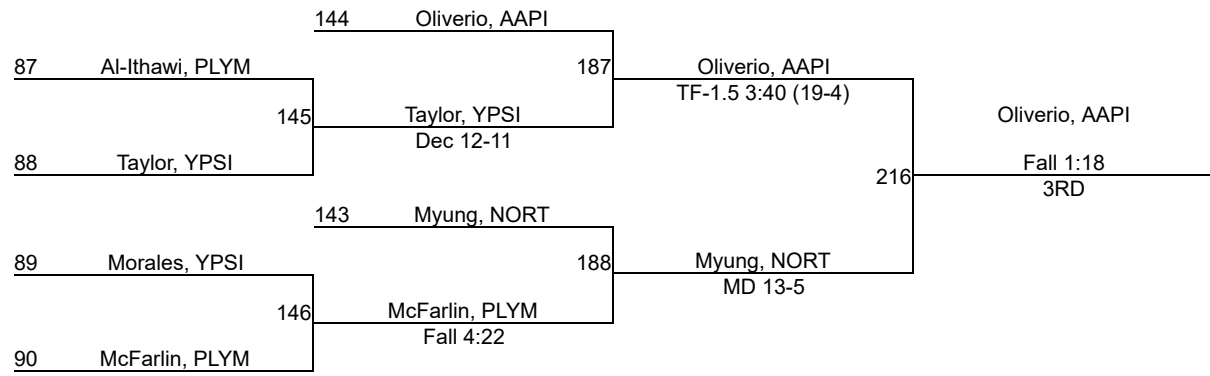 144 Oliverio, AAPI
87 Al-Ithawi, PLYM
187 Oliverio, AAPI
TF-1.5 3:40 (19-4)
145 Taylor, YPSI
Dec 12-11
Oliverio, AAPI
88 Taylor, YPSI
Fall 1:18
216
3RD
143 Myung, NORT
89 Morales, YPSI
188 Myung, NORT
MD 13-5
146 McFarlin, PLYM
Fall 4:22
90 McFarlin, PLYM